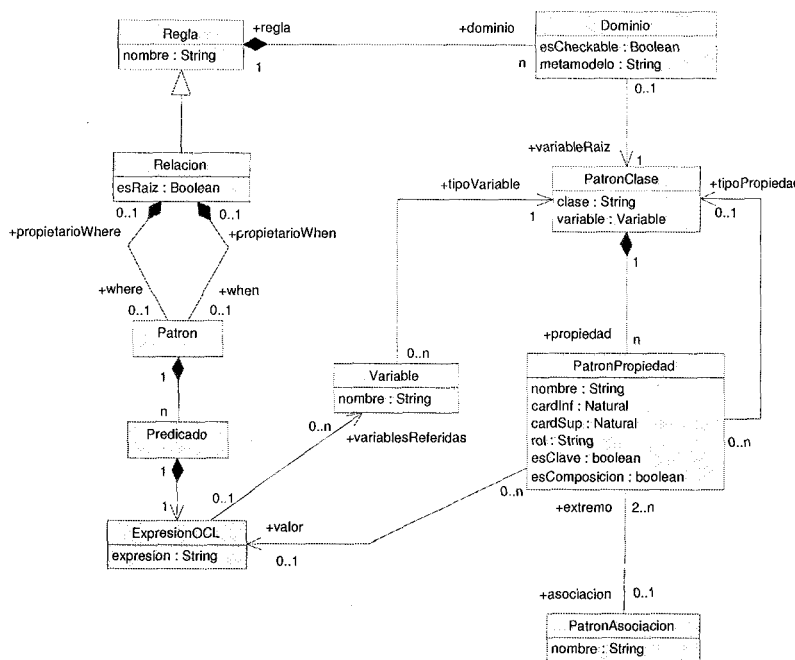 Regla
nombre : String
+regla
1
+dominio
n
Dominio
esCheckable : Boolean
metamodelo : String
0..1
+variableRaiz
1
Relacion
esRaiz : Boolean
0..1
0..1
+propietarioWhere
+propietarioWhen
+where
0..1
+when
0..1
Patron
1
n
Predicado
1
1
ExpresionOCL
expresion : String
+tipoVariable
1
PatronClase
clase : String
variable : Variable
+tipoPropiedad
0..1
1
+propiedad
n
0..n
Variable
nombre : String
0..n
+variablesReferidas
0..1
PatronPropiedad
nombre : String
cardInf : Natural
cardSup : Natural
rol : String
esClave : boolean
esComposicion : boolean
0..n
0..n
+valor
0..1
+extremo
2..n
+asociacion
0..1
PatronAsociacion
nombre : String